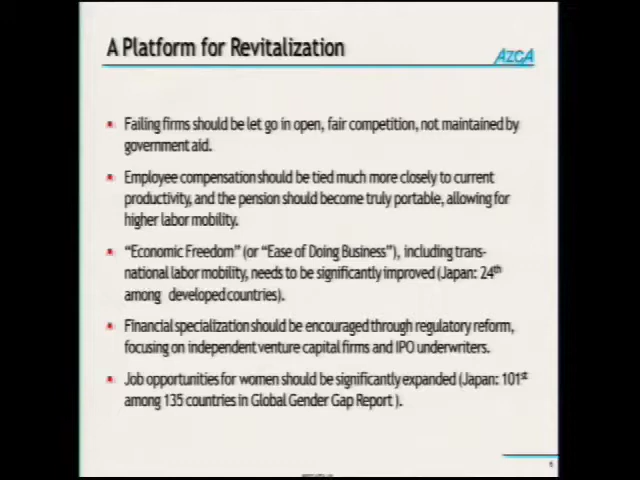 A Platform for Revitalization
AZCA
Failing firms should be let go in open, fair competition, not maintained by
government aid.
Employee compensation should be tied much more closely to current
productivity, and the pension should become truly portable, allowing for
higher labor mobility.
“Economic Freedom” (or “Ease of Doing Business”), including trans-
national labor mobility, needs to be significantly improved (Japan: 24th
among developed countries).
Financial specialization should be encouraged through regulatory reform,
focusing on independent venture capital firms and IPO underwriters.
Job opportunities for women should be significantly expanded (Japan: 101st
among 135 countries in Global Gender Gap Report ).